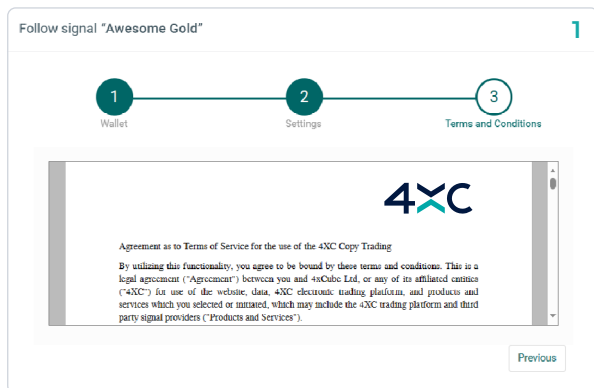 Follow signal "Awesome Gold"
1
1
2
3
Wallet
Settings
Terms and Conditions
4XC
Agreement as to Terms of Service for the use of the 4XC Copy Trading
By utilizing this functionality, you agree to be bound by these terms and conditions. This is a
legal agreement ("Agreement") between you and 4xCube Ltd, or any of its affiliated entities
("4XC") for use of the website, data, 4XC electronic trading platform, and products and
services which you selected or initiated, which may include the 4XC trading platform and third
party signal providers ("Products and Services").
Previous